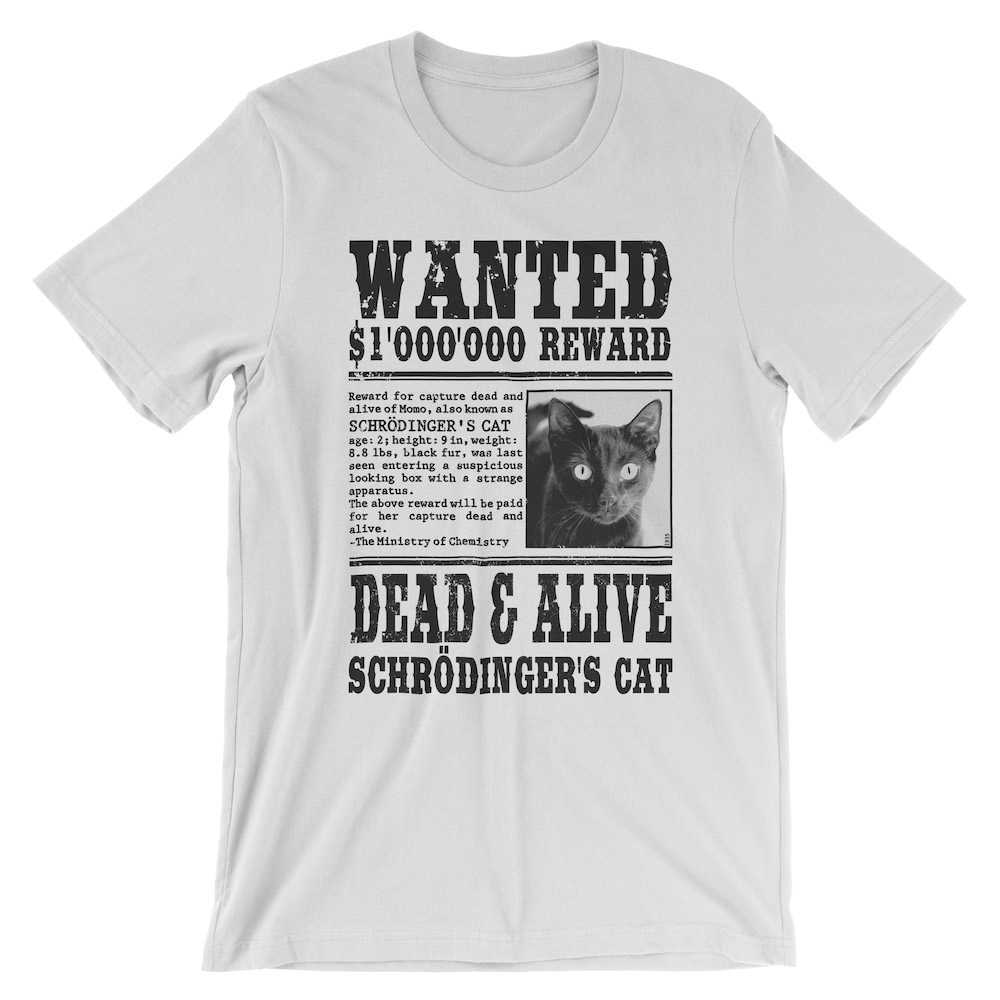 WANTED
$1'000'000 REWARD
Reward for capture dead and
alive of Momo, also known as
SCHRÖDINGER'S CAT
age: 2; height: 9 in, weight:
8.8 lbs, black fur, was last
seen entering a suspicious
looking box with a strange
apparatus.
The above reward will be paid
for her capture dead and
alive.
-The Ministry of Chemistry
1935
DEAD & ALIVE
SCHRÖDINGER'S CAT